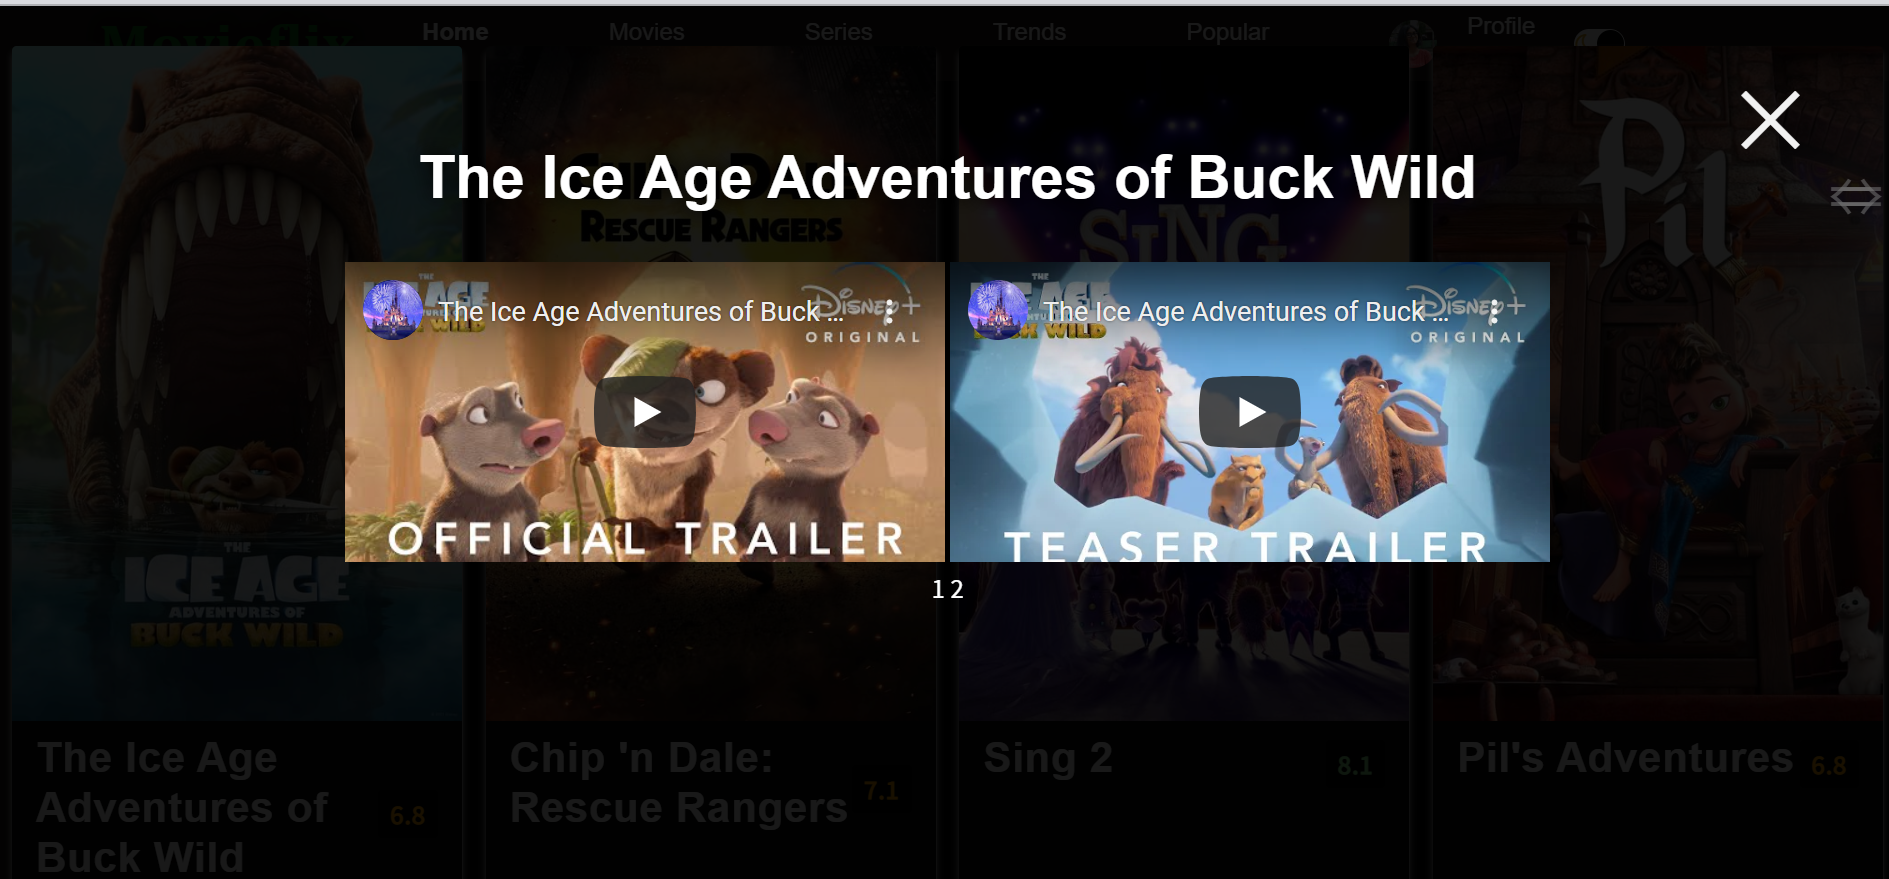 Movieflix
Home
Movies
Series
Trends
Popular
Profile
The Ice Age Adventures of Buck Wild
RESCUE RANGERS
SING
Pil
The Ice Age Adventures of Buck ...
DISNEY+
ORIGINAL
OFFICIAL TRAILER
The Ice Age Adventures of Buck ...
DISNEY+
ORIGINAL
TEASER TRAILER
1 2
THE
ICE AGE
ADVENTURES OF
BUCK WILD
The Ice Age
Adventures of
Buck Wild
6.8
Chip 'n Dale:
Rescue Rangers
7.1
Sing 2
8.1
Pil's Adventures
6.8